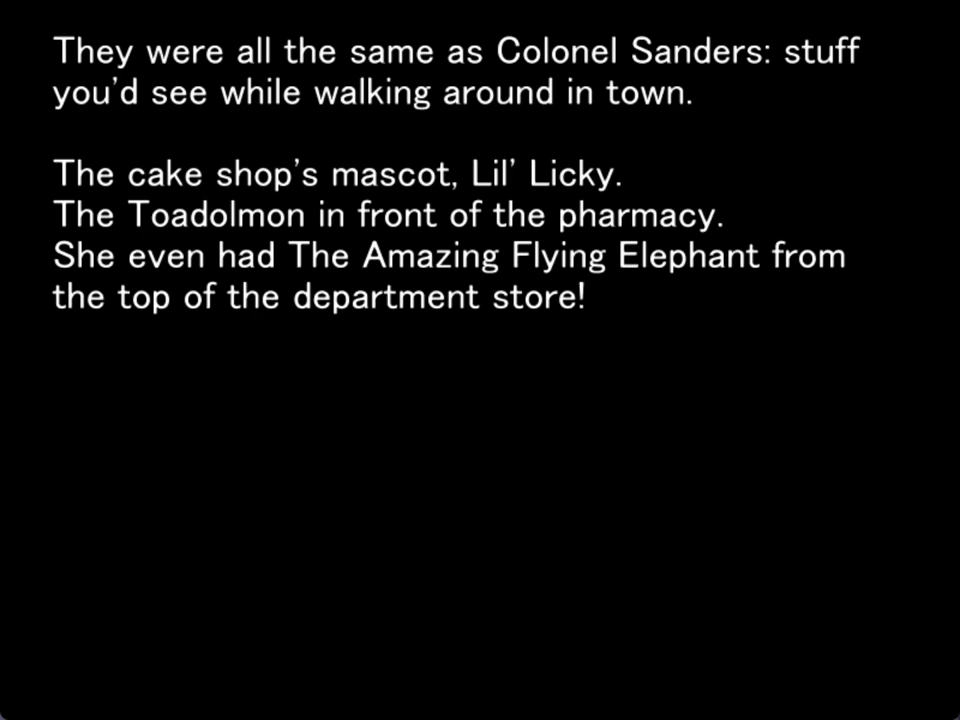 They were all the same as Colonel Sanders: stuff
you'd see while walking around in town.
The cake shop's mascot, Lil' Licky.
The Toadolmon in front of the pharmacy.
She even had The Amazing Flying Elephant from
the top of the department store!